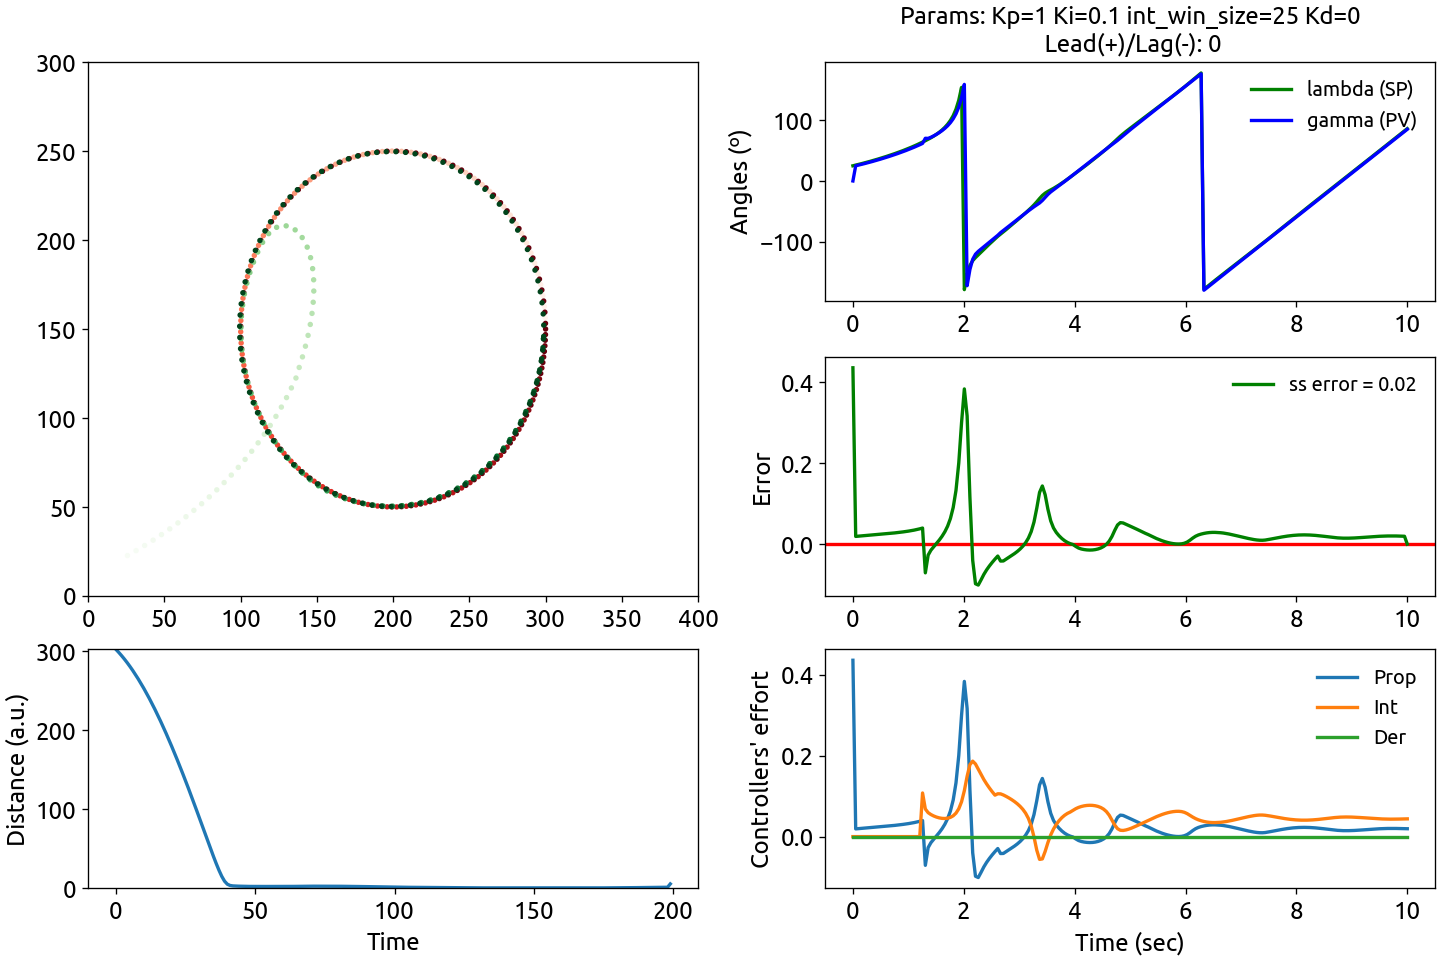 Params: Kp=1 Ki=0.1 int_win_size=25 Kd=0
Lead(+)/Lag(-): 0
300
250
200
150
100
50
0
0 50 100 150 200 250 300 350 400
Angles (º)
100
0
−100
lambda (SP)
gamma (PV)
0 2 4 6 8 10
Error
0.4
0.2
0.0
ss error = 0.02
0 2 4 6 8 10
Distance (a.u.)
300
200
100
0
0 50 100 150 200
Time
Controllers' effort
0.4
0.2
0.0
Prop
Int
Der
0 2 4 6 8 10
Time (sec)